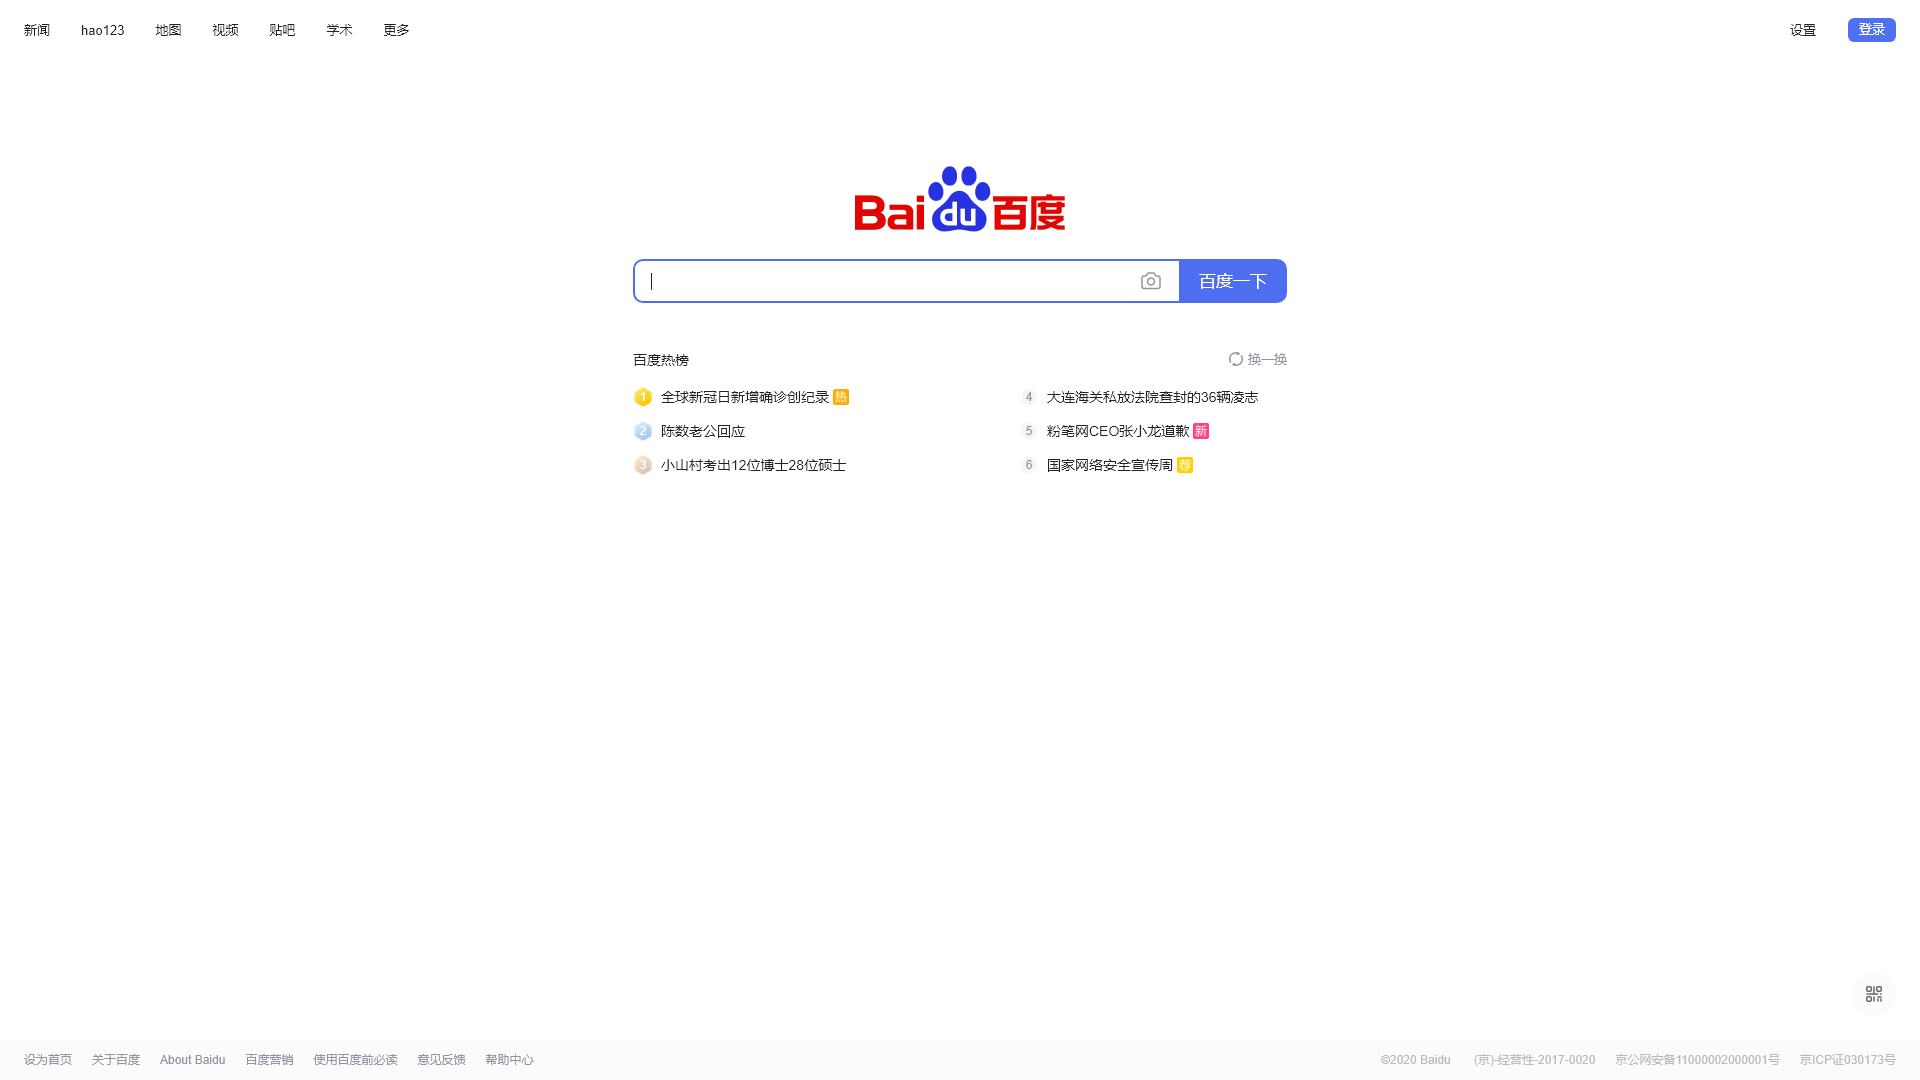 新闻 hao123 地图 视频 贴吧 学术 更多 设置 登录
Bai du 百度
百度一下
百度热榜 换一换
1 全球新冠日新增确诊创纪录 热
4 大连海关私放法院查封的36辆凌志
2 陈数老公回应
5 粉笔网CEO张小龙道歉 新
3 小山村考出12位博士28位硕士
6 国家网络安全宣传周 荐
设为首页 关于百度 About Baidu 百度营销 使用百度前必读 意见反馈 帮助中心 ©2020 Baidu (京)-经营性-2017-0020 京公网安备11000002000001号 京ICP证030173号